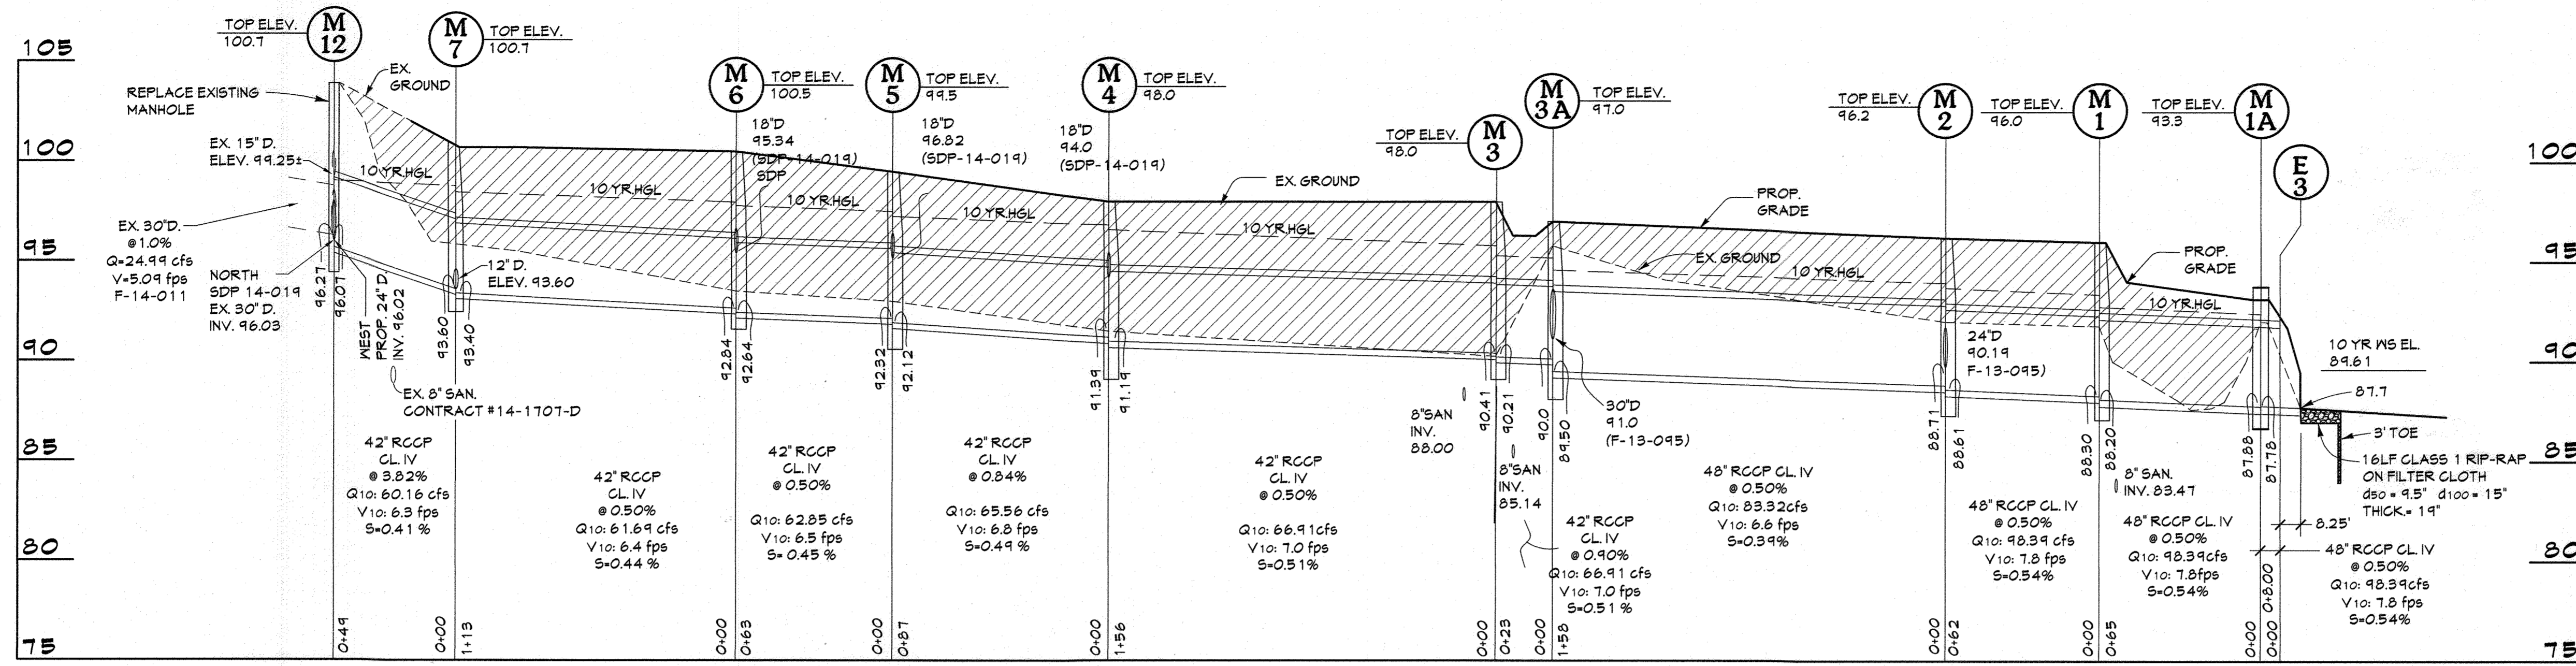 105
100
95
90
85
80
75
M
12
TOP ELEV.
100.7
M
7
TOP ELEV.
100.7
M
6
TOP ELEV.
100.5
M
5
TOP ELEV.
99.5
M
4
TOP ELEV.
98.0
M
3
TOP ELEV.
98.0
M
3A
TOP ELEV.
97.0
M
2
TOP ELEV.
96.2
M
1
TOP ELEV.
96.0
M
1A
TOP ELEV.
93.3
E
3
REPLACE EXISTING
MANHOLE
EX.
GROUND
EX. 15" D.
ELEV. 99.25±
10 YR.HGL
EX. 30"D.
@1.0%
Q=24.99 cfs
V=5.09 fps
F-14-011
NORTH
SDP 14-019
EX. 30" D.
INV. 96.03
96.27
96.07
WEST
PROP. 24" D.
INV. 96.02
EX. 8" SAN.
CONTRACT #14-1707-D
12" D.
ELEV. 93.60
93.60
93.40
10 YR.HGL
18"D
95.34
(SDP-14-019)
SDP
10 YR.HGL
92.84
92.64
18"D
96.82
(SDP-14-019)
10 YR.HGL
92.32
92.12
18"D
94.0
(SDP-14-019)
91.39
91.19
10 YR.HGL
EX. GROUND
8"SAN
INV.
88.00
90.41
90.21
8"SAN
INV.
85.14
90.0
89.50
30"D
91.0
(F-13-095)
PROP.
GRADE
EX. GROUND
10 YR.HGL
88.71
88.61
24"D
90.19
F-13-095)
88.30
88.20
8" SAN.
INV. 83.47
PROP.
GRADE
10 YR.HGL
87.88
87.78
10 YR WS EL.
89.61
87.7
3' TOE
16LF CLASS 1 RIP-RAP
ON FILTER CLOTH
d50 = 9.5" d100 = 15"
THICK.= 19"
8.25'
42" RCCP
CL. IV
@ 3.82%
Q10: 60.16 cfs
V10: 6.3 fps
S=0.41 %
42" RCCP
CL. IV
@ 0.50%
Q10: 61.69 cfs
V10: 6.4 fps
S=0.44 %
42" RCCP
CL. IV
@ 0.50%
Q10: 62.85 cfs
V10: 6.5 fps
S= 0.45 %
42" RCCP
CL. IV
@ 0.84%
Q10: 65.56 cfs
V10: 6.8 fps
S=0.49 %
42" RCCP
CL. IV
@ 0.50%
Q10: 66.91cfs
V10: 7.0 fps
S=0.51%
42" RCCP
CL. IV
@ 0.90%
Q10: 66.91 cfs
V10: 7.0 fps
S=0.51 %
48" RCCP CL. IV
@ 0.50%
Q10: 83.32cfs
V10: 6.6 fps
S=0.39%
48" RCCP CL. IV
@ 0.50%
Q10: 98.39 cfs
V10: 7.8 fps
S=0.54%
48" RCCP CL. IV
@ 0.50%
Q10: 98.39cfs
V10: 7.8fps
S=0.54%
48" RCCP CL. IV
@ 0.50%
Q10: 98.39cfs
V10: 7.8 fps
S=0.54%
0+49
0+00
1+13
0+00
0+63
0+00
0+87
0+00
1+56
0+00
0+23
0+00
1+58
0+00
0+62
0+00
0+65
0+00
0+8.00
0+00
100
95
90
85
80
75